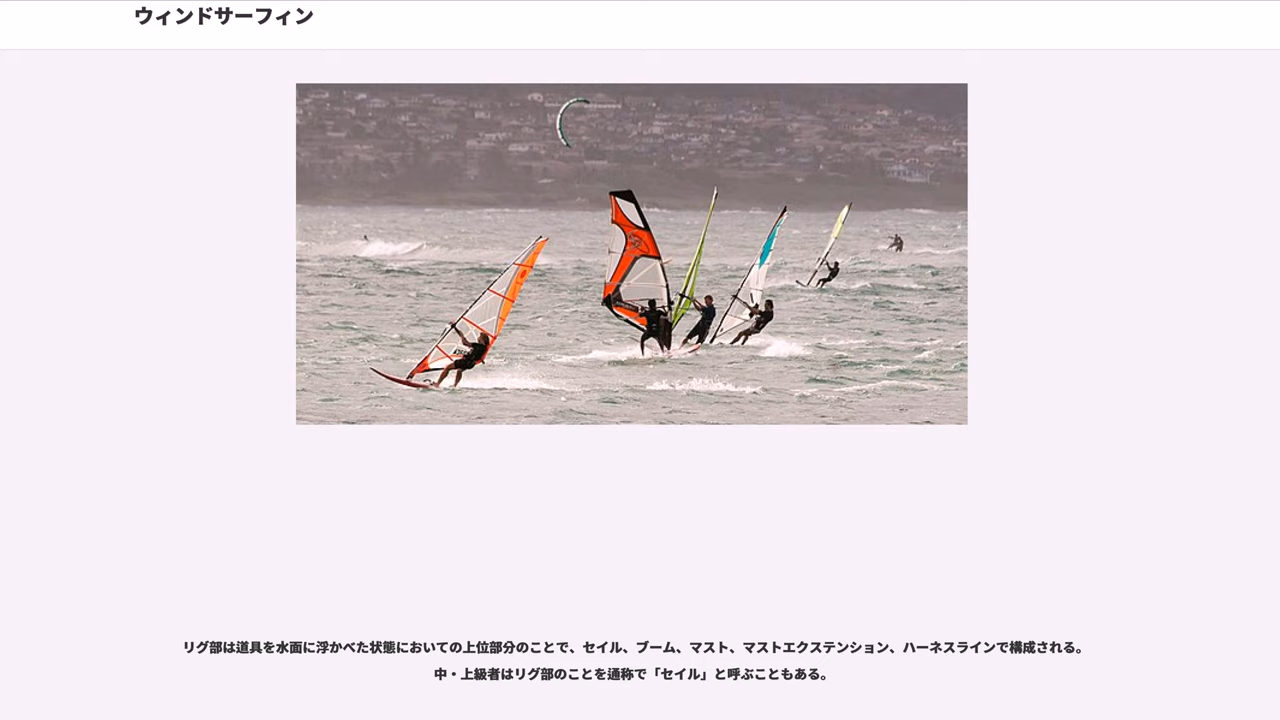 ウィンドサーフィン
リグ部は道具を水面に浮かべた状態においての上位部分のことで、セイル、ブーム、マスト、マストエクステンション、ハーネスラインで構成される。
中・上級者はリグ部のことを通称で「セイル」と呼ぶこともある。